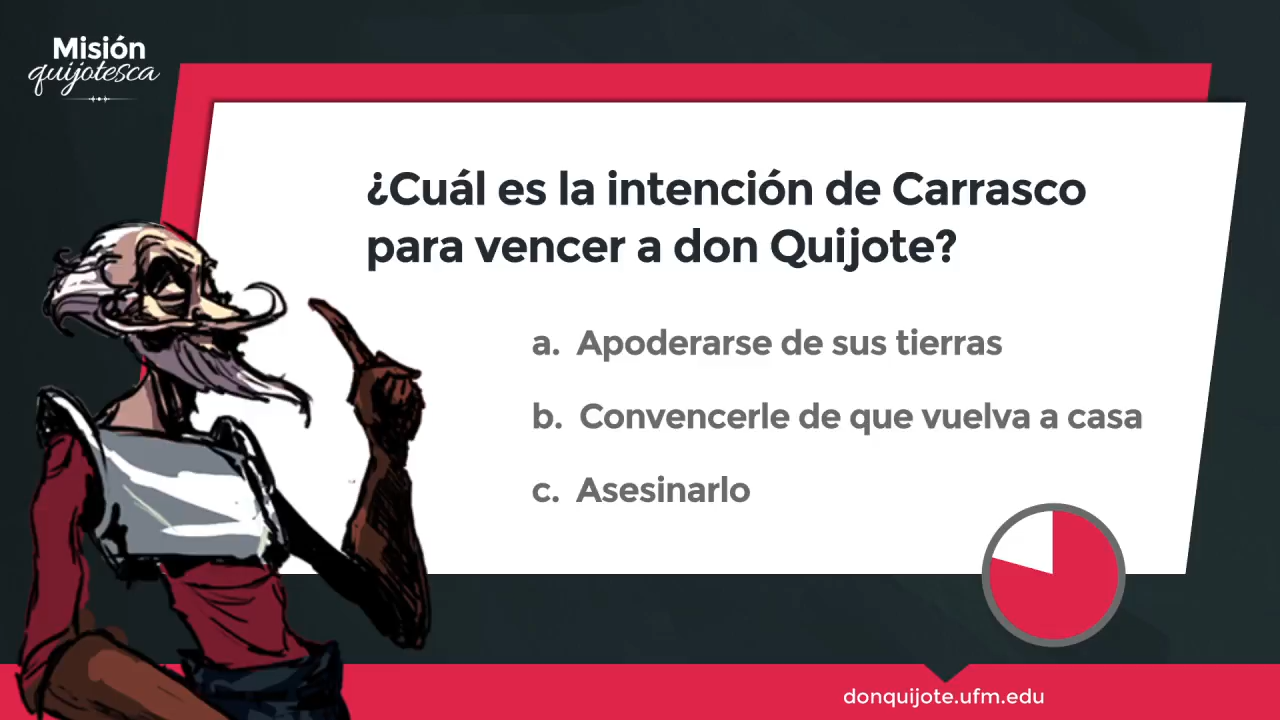 Misión
quijotesca
¿Cuál es la intención de Carrasco
para vencer a don Quijote?
a. Apoderarse de sus tierras
b. Convencerle de que vuelva a casa
c. Asesinarlo
donquijote.ufm.edu